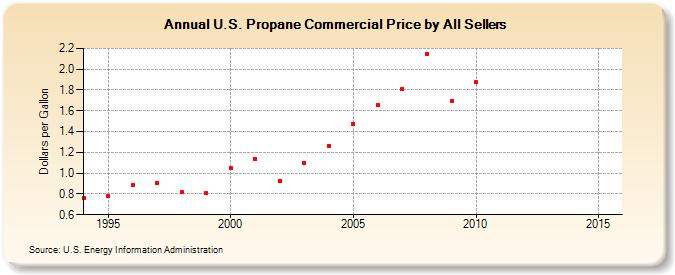 Annual U.S. Propane Commercial Price by All Sellers
Dollars per Gallon
2.2
2.0
1.8
1.6
1.4
1.2
1.0
0.8
0.6
1995 2000 2005 2010 2015
Source: U.S. Energy Information Administration